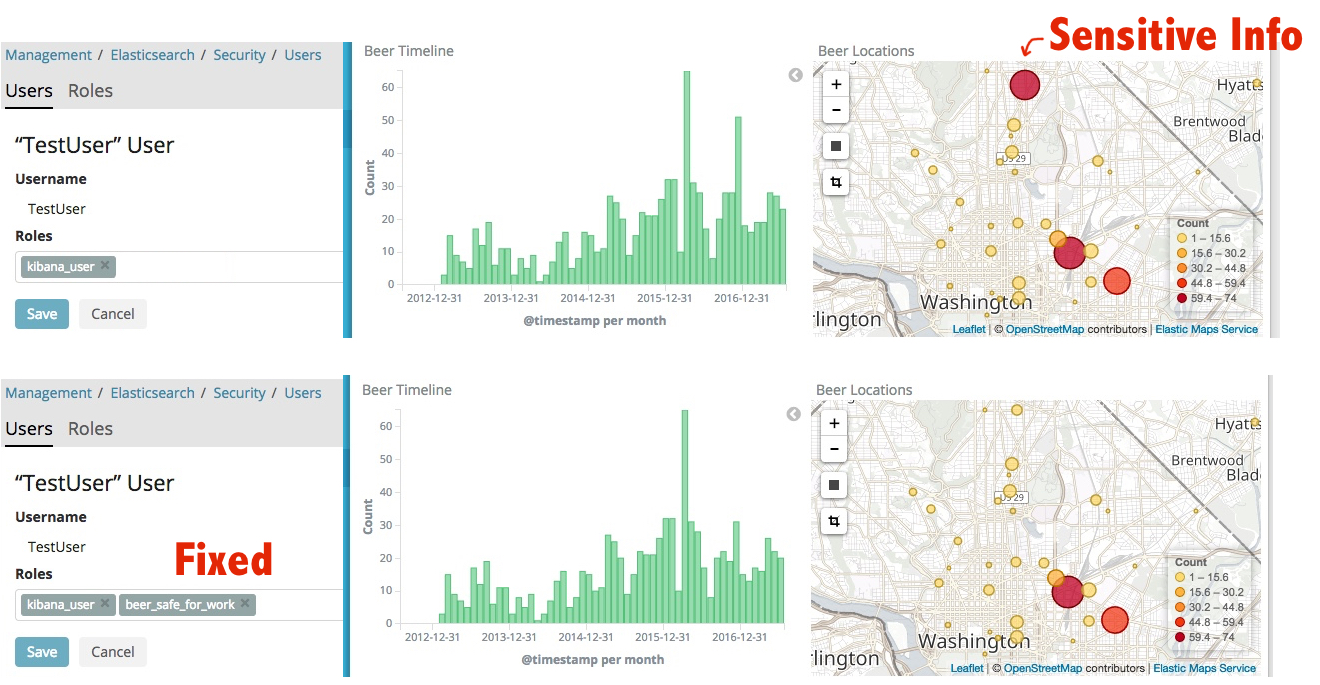 Sensitive Info
Management / Elasticsearch / Security / Users
Users Roles
“TestUser” User
Username
TestUser
Roles
kibana_user ×
Save Cancel
Beer Timeline
Count
60
50
40
30
20
10
0
2012-12-31 2013-12-31 2014-12-31 2015-12-31 2016-12-31
@timestamp per month
Beer Locations
+
−
Hyatts
Brentwood
Blad
US 29
Washington
lington
Count
1 – 15.6
15.6 – 30.2
30.2 – 44.8
44.8 – 59.4
59.4 – 74
Leaflet | © OpenStreetMap contributors | Elastic Maps Service
Management / Elasticsearch / Security / Users
Users Roles
“TestUser” User
Username
TestUser
Fixed
Roles
kibana_user × beer_safe_for_work ×
Save Cancel
Beer Timeline
Count
60
50
40
30
20
10
0
2012-12-31 2013-12-31 2014-12-31 2015-12-31 2016-12-31
@timestamp per month
Beer Locations
+
−
Hyatts
Brentwood
Blad
US 29
Washington
lington
Count
1 – 15.6
15.6 – 30.2
30.2 – 44.8
44.8 – 59.4
59.4 – 74
Leaflet | © OpenStreetMap contributors | Elastic Maps Service